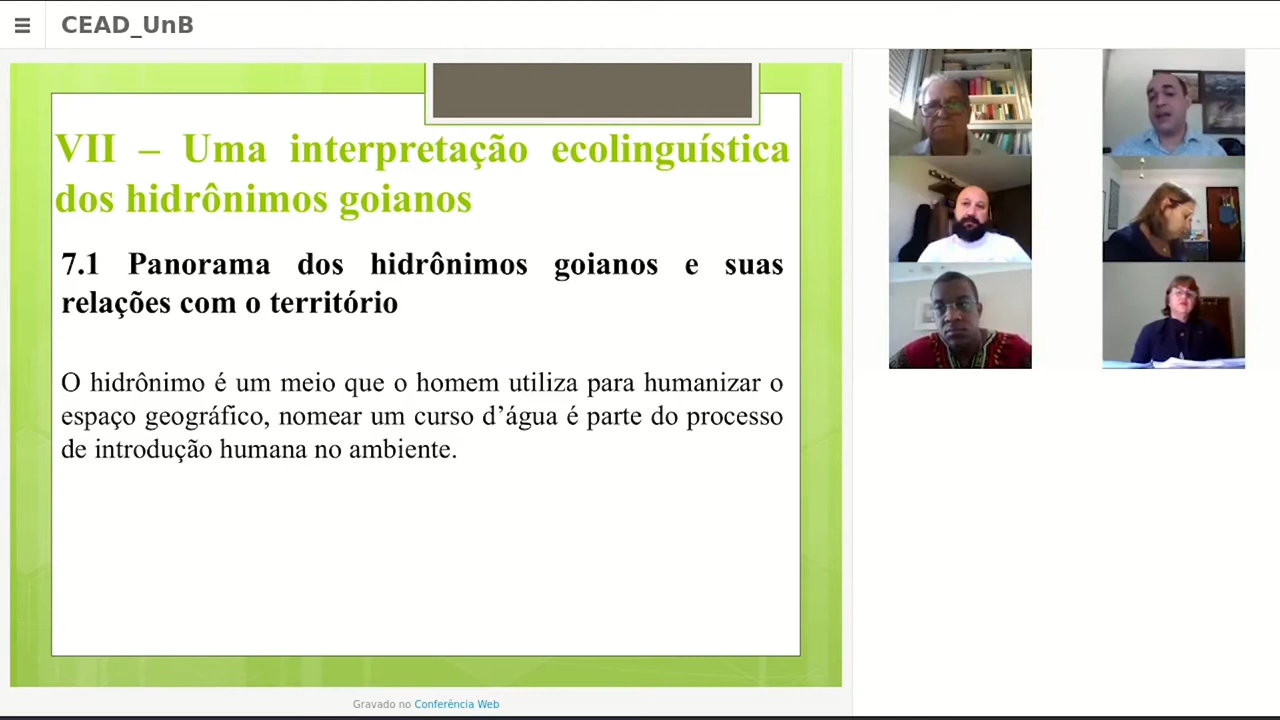 CEAD_UnB
VII – Uma interpretação ecolinguística
dos hidrônimos goianos
7.1 Panorama dos hidrônimos goianos e suas
relações com o território
O hidrônimo é um meio que o homem utiliza para humanizar o
espaço geográfico, nomear um curso d’água é parte do processo
de introdução humana no ambiente.
Gravado no Conferência Web